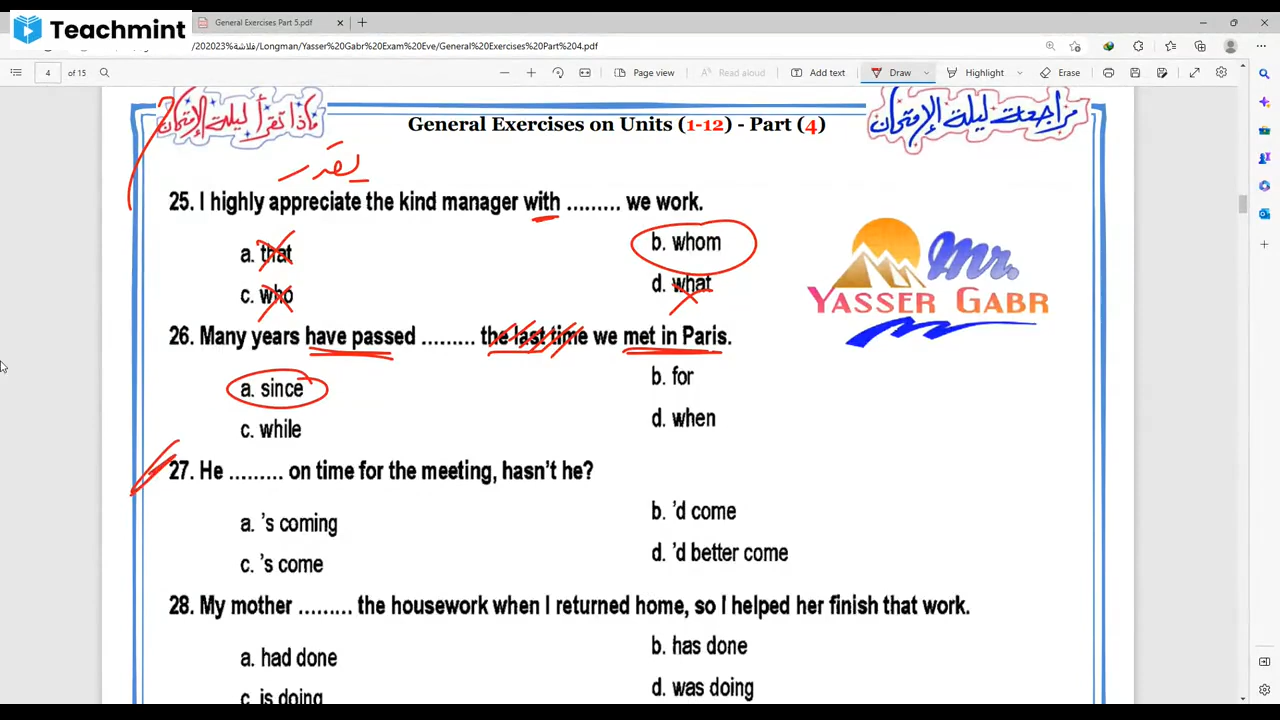 Teachmint
General Exercises Part 5.pdf
/202023فلاشة%/Longman/Yasser%20Gabr%20Exam%20Eve/General%20Exercises%20Part%204.pdf
4 of 15
Page view
Read aloud
Add text
Draw
Highlight
Erase
ماذا تقرأ ليلة الإمتحان
General Exercises on Units (1-12) - Part (4)
مراجعات ليلة الإمتحان
يقدر
25. I highly appreciate the kind manager with ......... we work.
a. that
b. whom
c. who
d. what
Mr.
YASSER GABR
26. Many years have passed ......... the last time we met in Paris.
a. since
b. for
c. while
d. when
27. He ......... on time for the meeting, hasn't he?
a. 's coming
b. 'd come
c. 's come
d. 'd better come
28. My mother ......... the housework when I returned home, so I helped her finish that work.
a. had done
b. has done
c. is doing
d. was doing